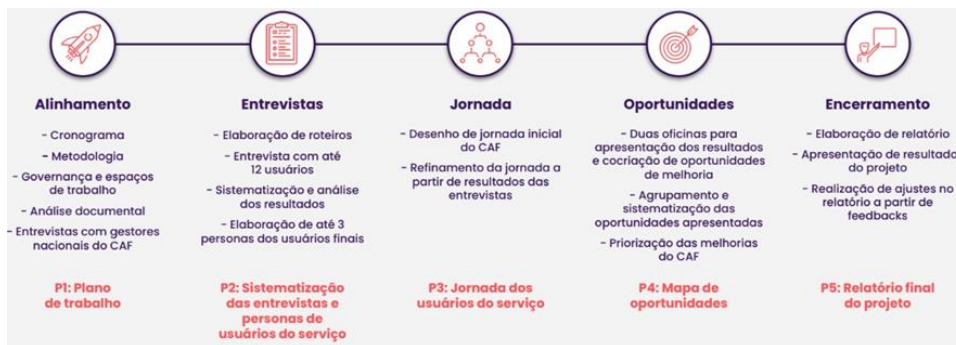 Alinhamento
- Cronograma
- Metodologia
- Governança e espaços
de trabalho
- Análise documental
- Entrevistas com gestores
nacionais do CAF
P1: Plano
de trabalho
Entrevistas
- Elaboração de roteiros
- Entrevista com até
12 usuários
- Sistematização e análise
dos resultados
- Elaboração de até 3
personas dos usuários finais
P2: Sistematização
das entrevistas e
personas de
usuários do serviço
Jornada
- Desenho de jornada inicial
do CAF
- Refinamento da jornada a
partir de resultados das
entrevistas
P3: Jornada dos
usuários do serviço
Oportunidades
- Duas oficinas para
apresentação dos resultados
e cocriação de oportunidades
de melhoria
- Agrupamento e
sistematização das
oportunidades apresentadas
- Priorização das melhorias
do CAF
P4: Mapa de
oportunidades
Encerramento
- Elaboração de relatório
- Apresentação de resultado
do projeto
- Realização de ajustes no
relatório a partir de
feedbacks
P5: Relatório final
do projeto